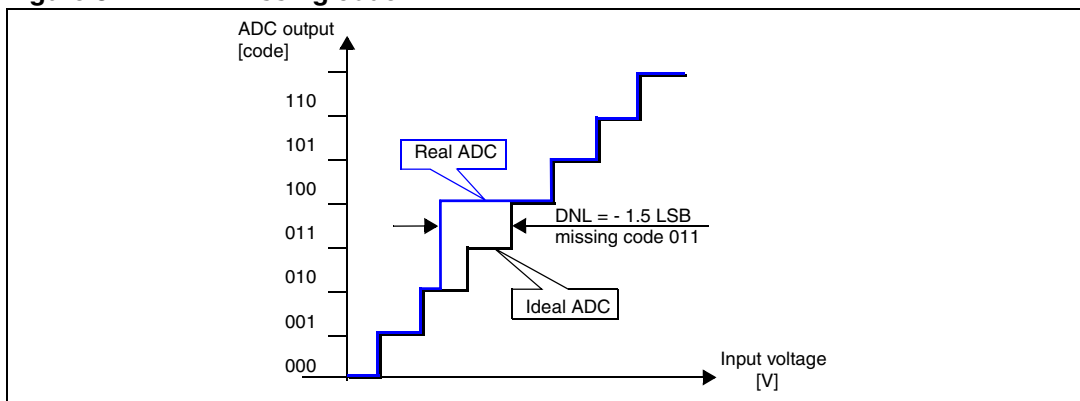 ADC output
[code]
110
101
100
011
010
001
000
Real ADC
DNL = - 1.5 LSB
missing code 011
Ideal ADC
Input voltage
[V]